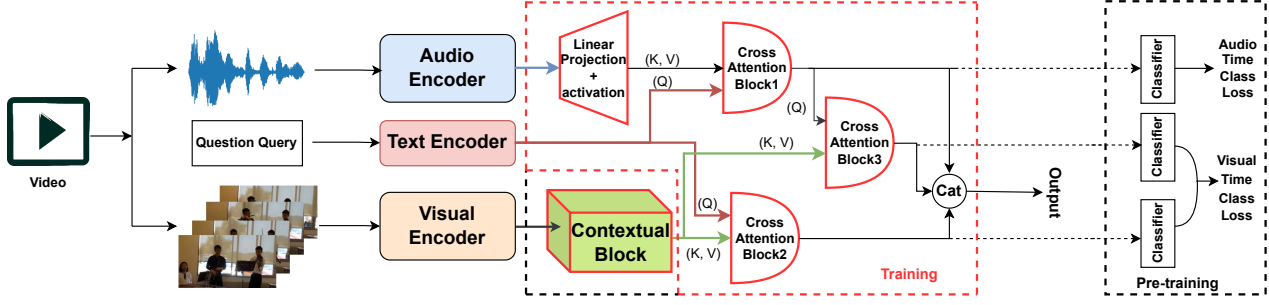 Video
Question Query
Audio
Encoder
Text Encoder
Visual
Encoder
Linear
Projection
+
activation
Contextual
Block
(K, V)
(Q)
Cross
Attention
Block1
(Q)
Cross
Attention
Block3
(K, V)
(Q)
(K, V)
Cross
Attention
Block2
Cat
Output
Training
Classifier
Audio
Time
Class
Loss
Classifier
Classifier
Visual
Time
Class
Loss
Pre-training